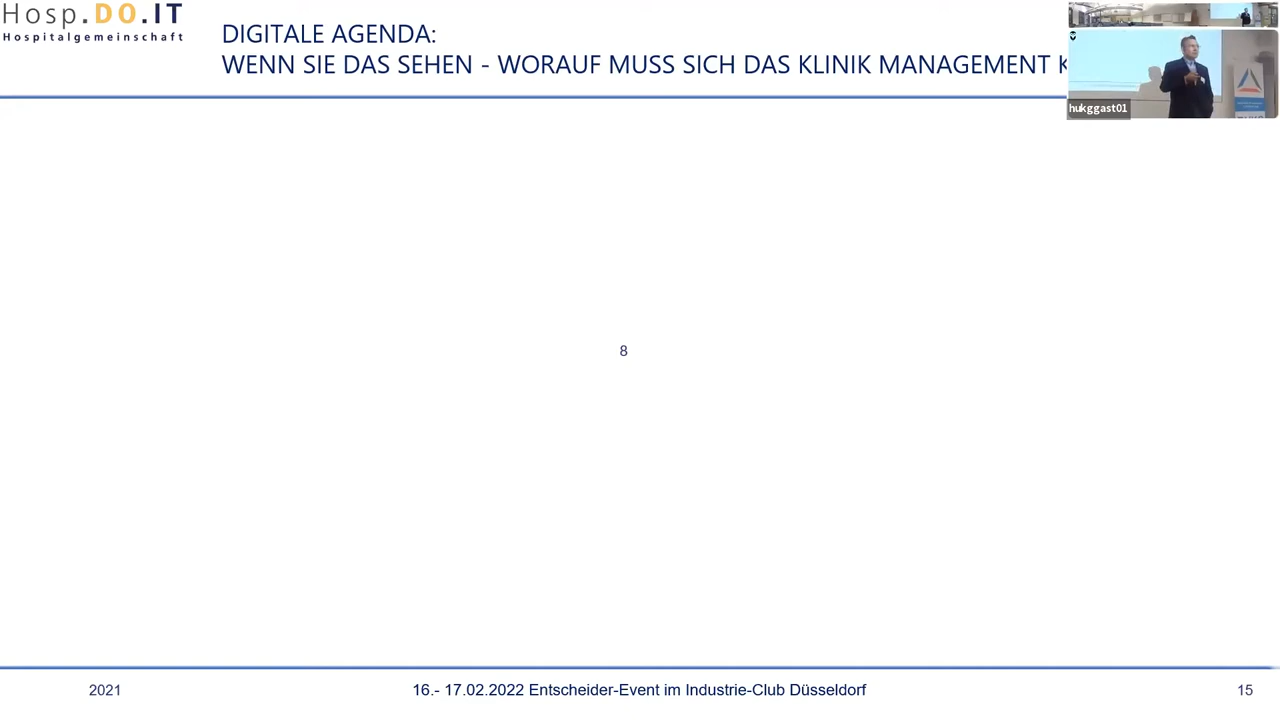 Hosp.DO.IT
Hospitalgemeinschaft
DIGITALE AGENDA:
WENN SIE DAS SEHEN - WORAUF MUSS SICH DAS KLINIK MANAGEMENT
hukggast01
8
2021
16.- 17.02.2022 Entscheider-Event im Industrie-Club Düsseldorf
15